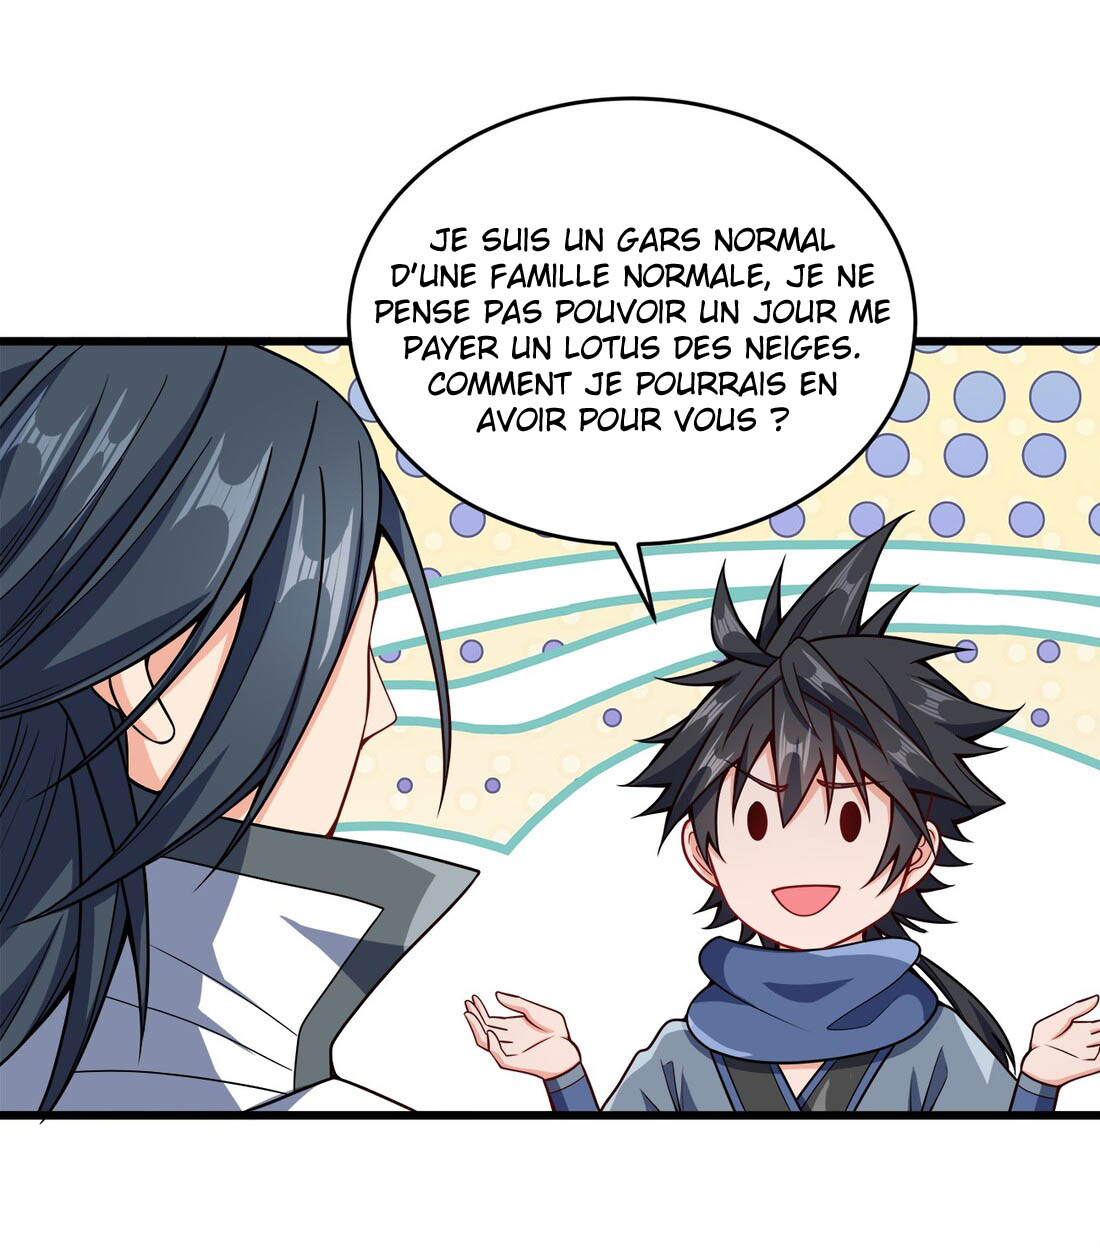 JE SUIS UN GARS NORMAL
D'UNE FAMILLE NORMALE, JE NE
PENSE PAS POUVOIR UN JOUR ME
PAYER UN LOTUS DES NEIGES.
COMMENT JE POURRAIS EN
AVOIR POUR VOUS ?